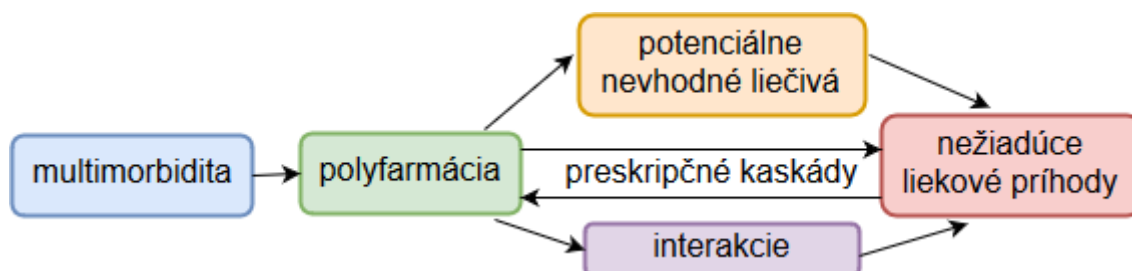 multimorbidita
polyfarmácia
potenciálne
nevhodné liečivá
preskripčné kaskády
interakcie
nežiadúce
liekové príhody